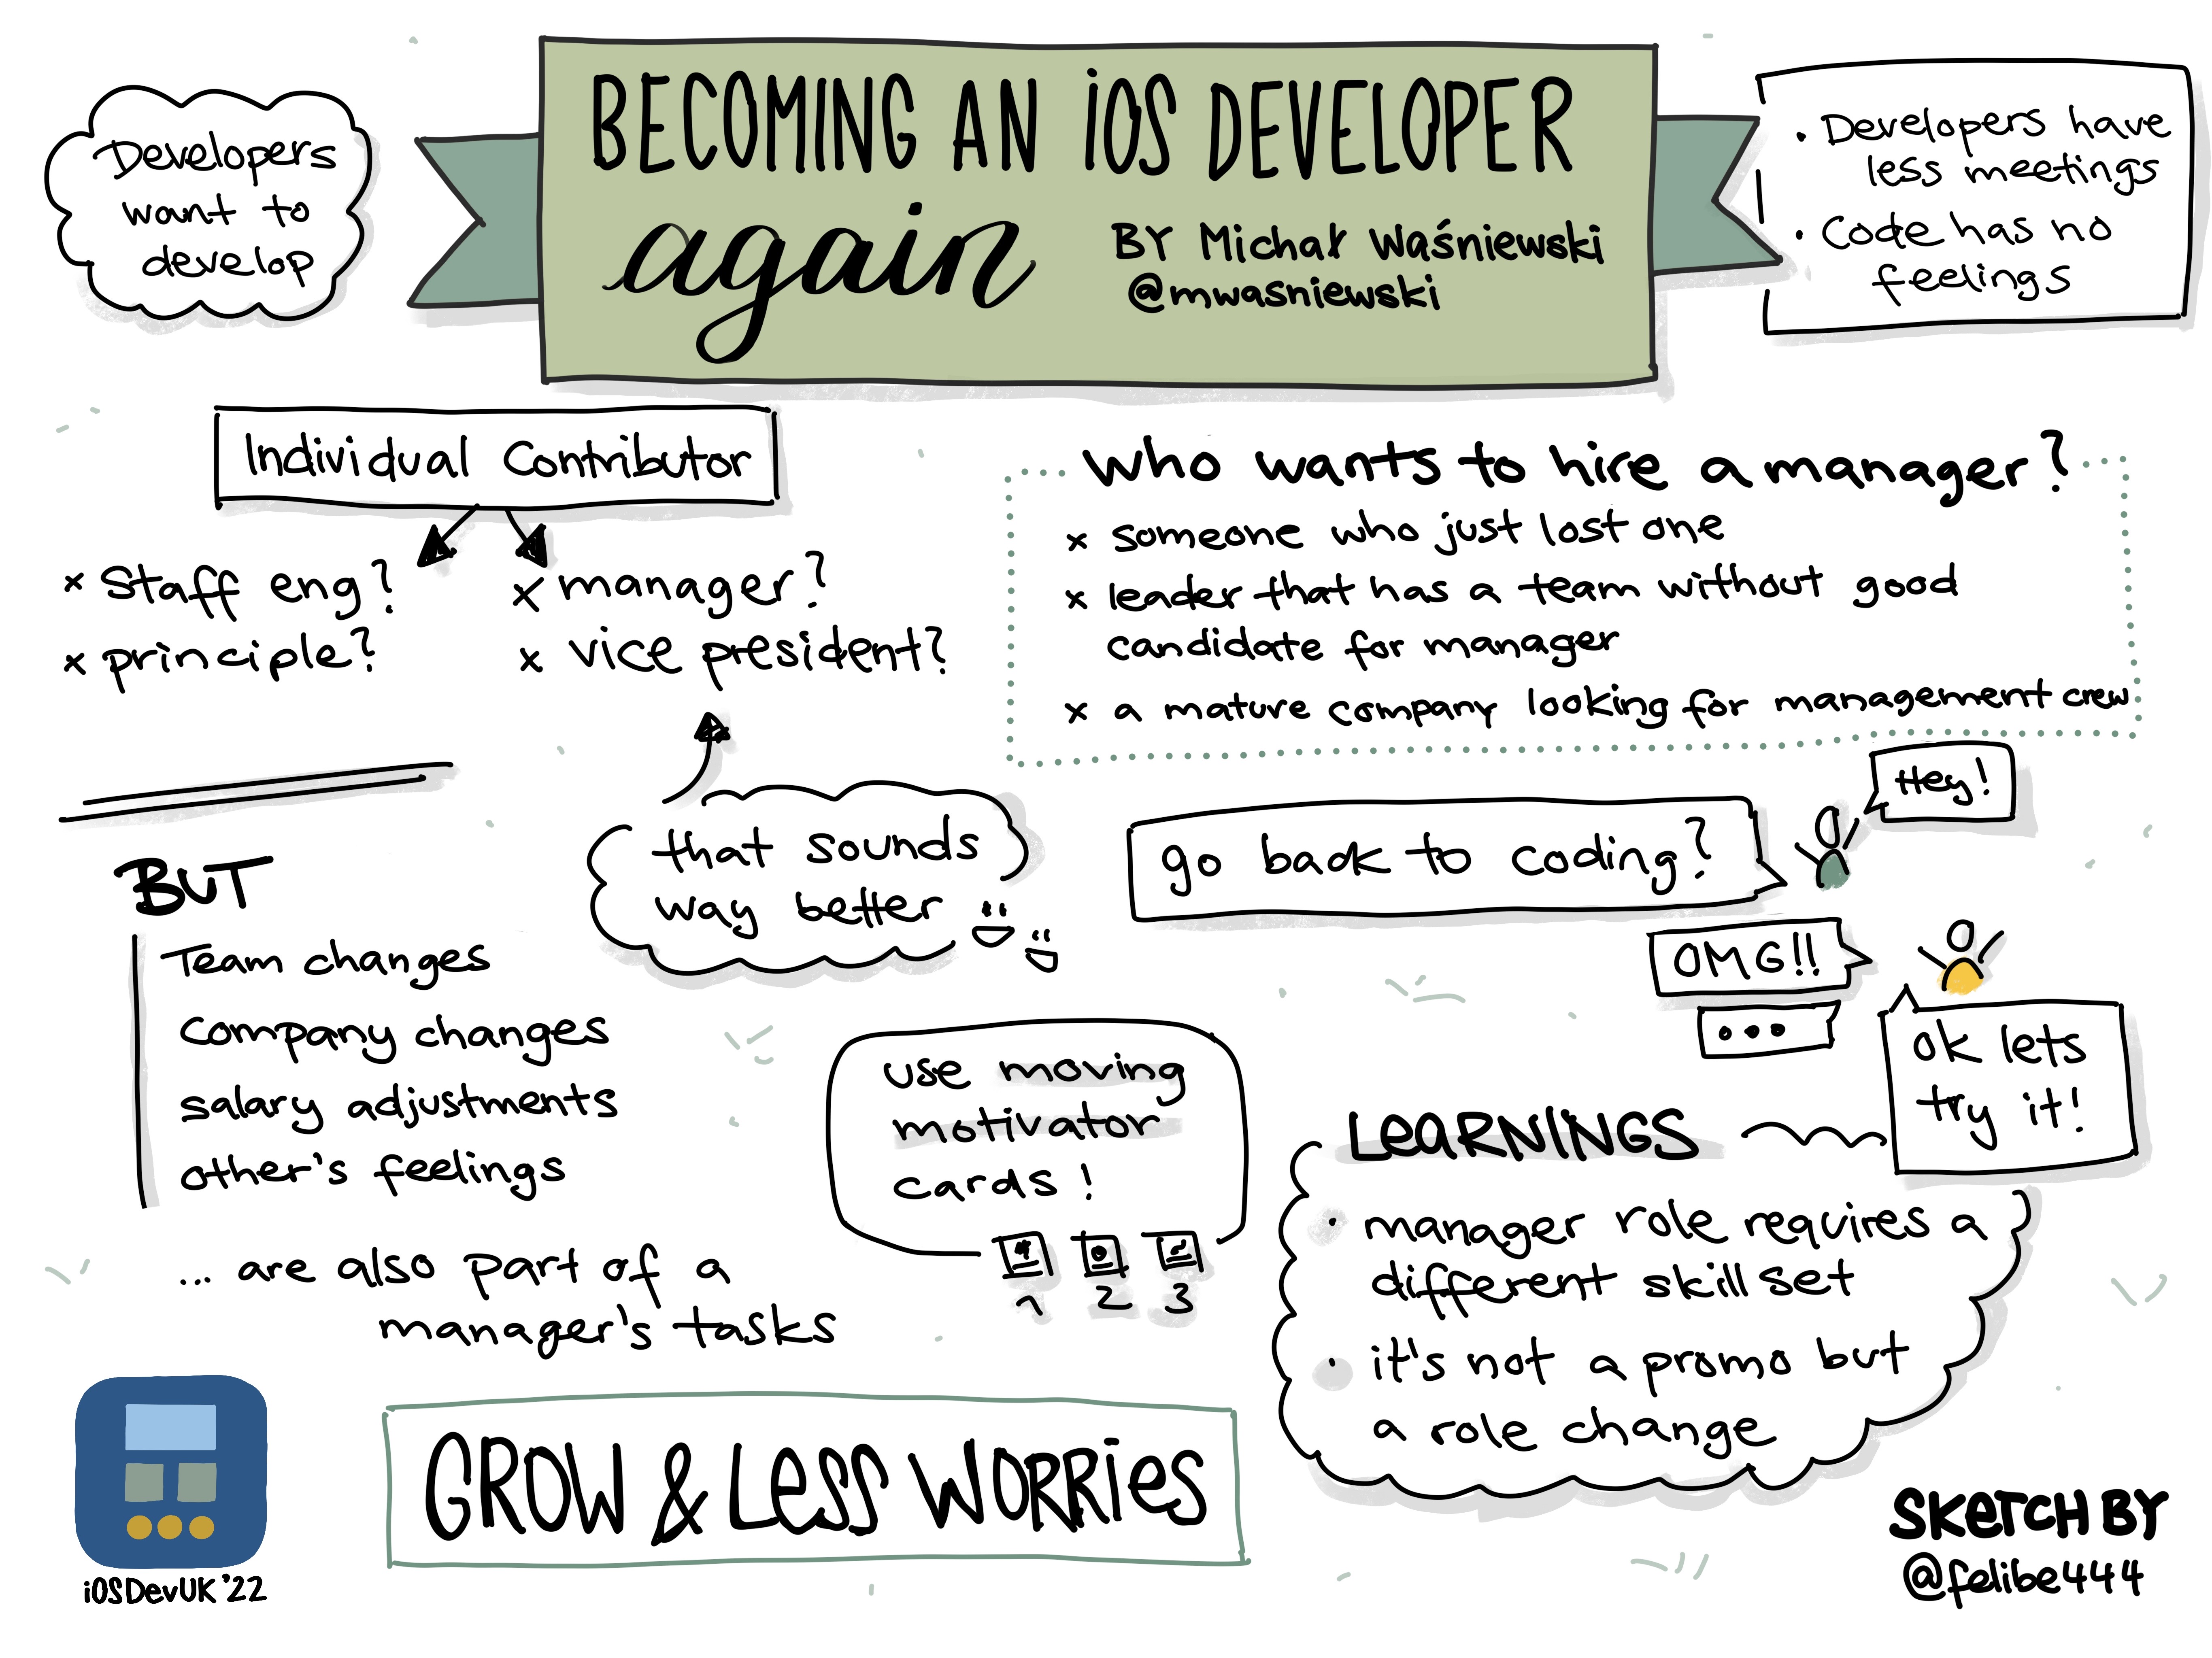 Developers
want to
develop
BECOMING AN iOS DEVELOPER
again
BY Michał Waśniewski
@mwasniewski
• Developers have
less meetings
• Code has no
feelings
Individual Contributor
x Staff eng?
x principle?
x manager?
x vice president?
that sounds
way better
who wants to hire a manager?
x someone who just lost one
x leader that has a team without good
candidate for manager
x a mature company looking for management crew
BUT
Team changes
Company changes
salary adjustments
other's feelings
... are also part of a
manager's tasks
use moving
motivator
cards!
1 2 3
Hey!
go back to coding?
OMG!!
...
ok lets
try it!
LEARNINGS
• manager role requires a
different skill set
• it's not a promo but
a role change
GROW & Less WORRies
iOSDevUK '22
SKeTCH BY
@felibe444